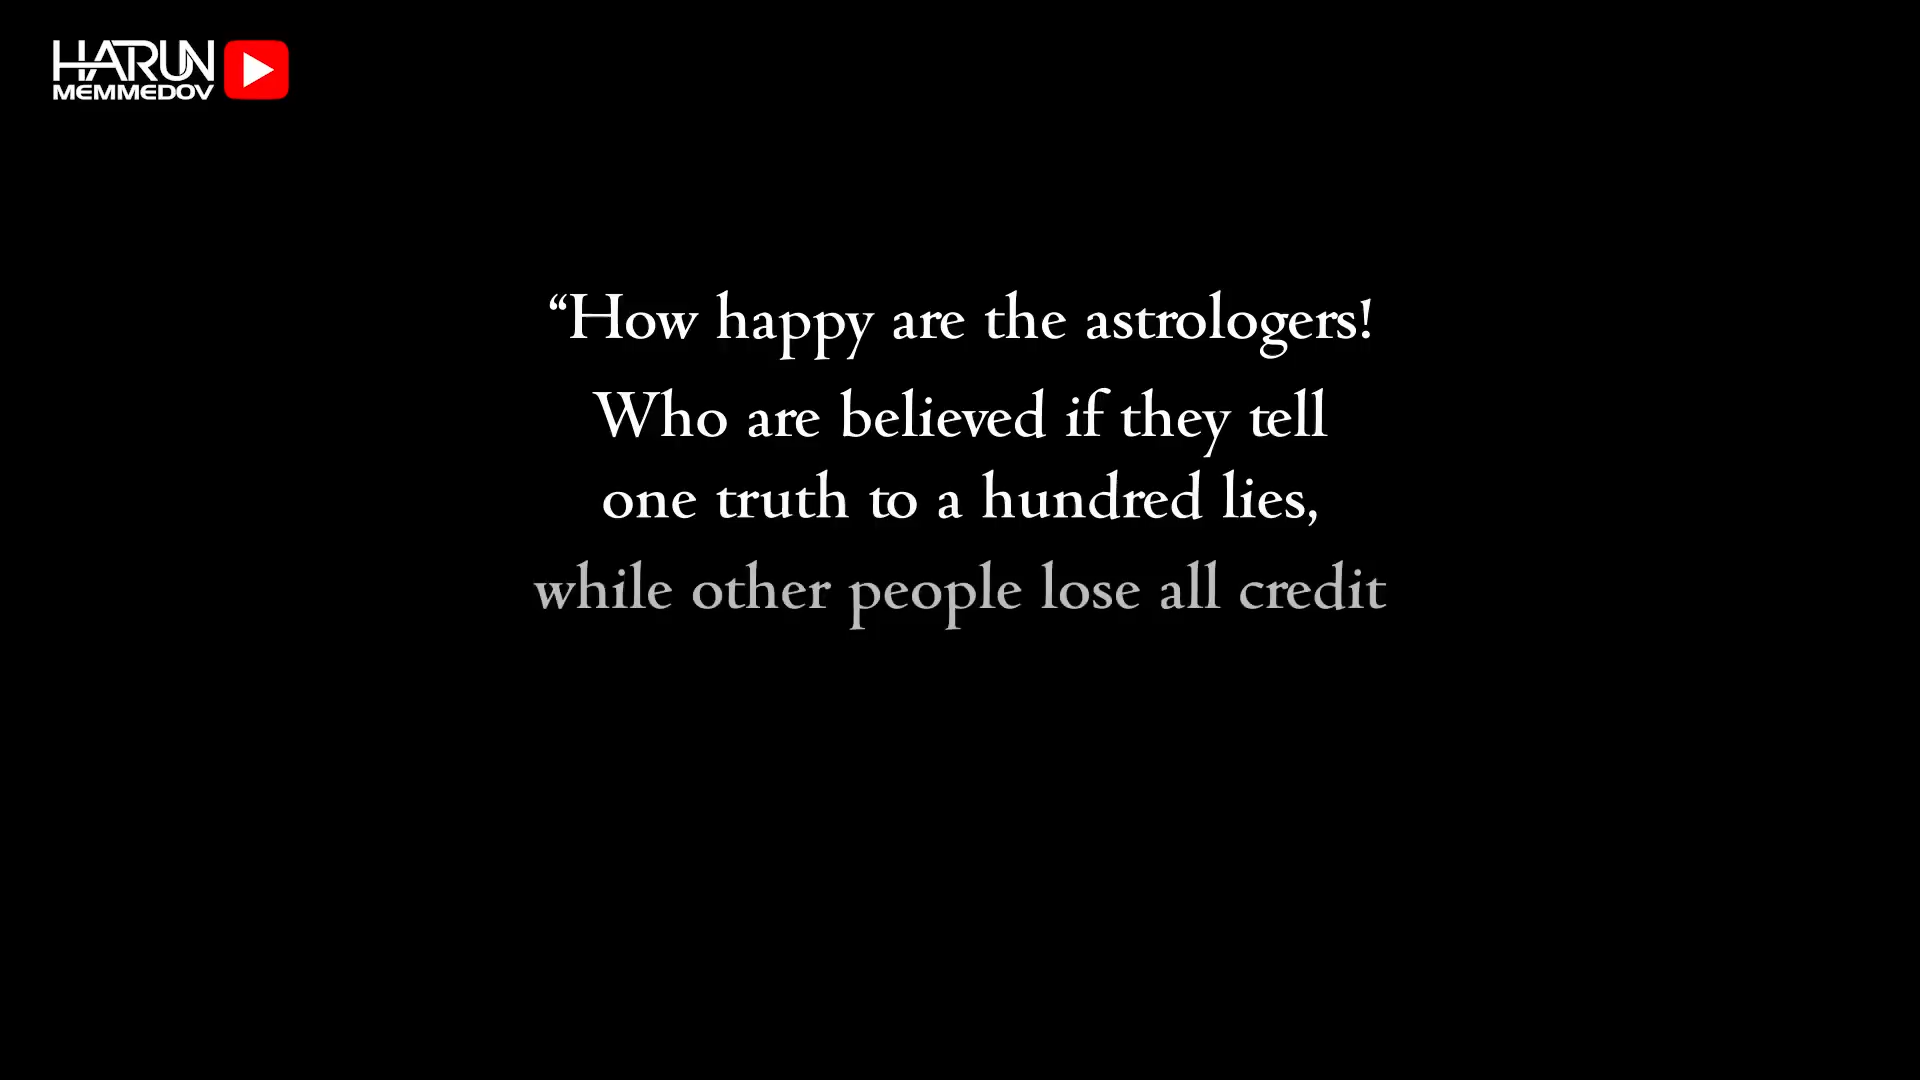 HARUN
MEMMEDOV
“How happy are the astrologers!
Who are believed if they tell
one truth to a hundred lies,
while other people lose all credit